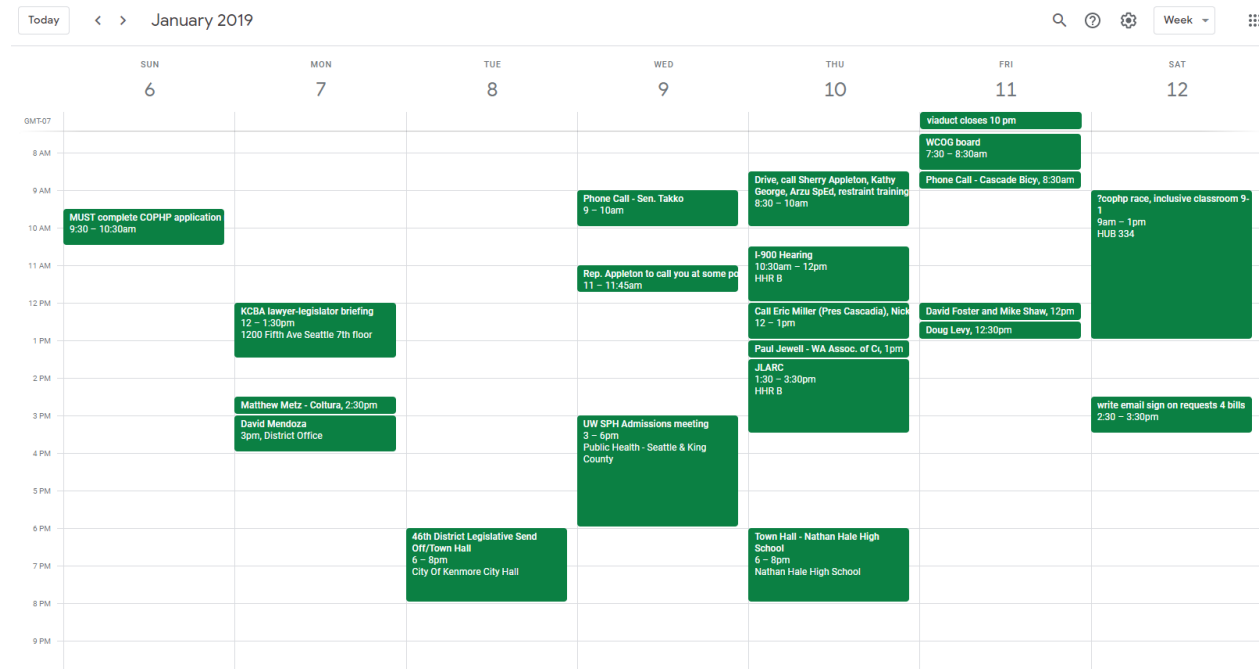 Today
January 2019
Week
SUN
6
MON
7
TUE
8
WED
9
THU
10
FRI
11
SAT
12
GMT-07
8 AM
9 AM
10 AM
11 AM
12 PM
1 PM
2 PM
3 PM
4 PM
5 PM
6 PM
7 PM
8 PM
9 PM
MUST complete COPHP application
9:30 – 10:30am
KCBA lawyer-legislator briefing
12 – 1:30pm
1200 Fifth Ave Seattle 7th floor
Matthew Metz - Coltura, 2:30pm
David Mendoza
3pm, District Office
46th District Legislative Send
Off/Town Hall
6 – 8pm
City Of Kenmore City Hall
Phone Call - Sen. Takko
9 – 10am
Rep. Appleton to call you at some po
11 – 11:45am
UW SPH Admissions meeting
3 – 6pm
Public Health - Seattle & King
County
Drive, call Sherry Appleton, Kathy
George, Arzu SpEd, restraint training
8:30 – 10am
I-900 Hearing
10:30am – 12pm
HHR B
Call Eric Miller (Pres Cascadia), Nick
12 – 1pm
Paul Jewell - WA Assoc. of Co, 1pm
JLARC
1:30 – 3:30pm
HHR B
Town Hall - Nathan Hale High
School
6 – 8pm
Nathan Hale High School
viaduct closes 10 pm
WCOG board
7:30 – 8:30am
Phone Call - Cascade Bicy, 8:30am
David Foster and Mike Shaw, 12pm
Doug Levy, 12:30pm
?cophp race, inclusive classroom 9-
1
9am – 1pm
HUB 334
write email sign on requests 4 bills
2:30 – 3:30pm